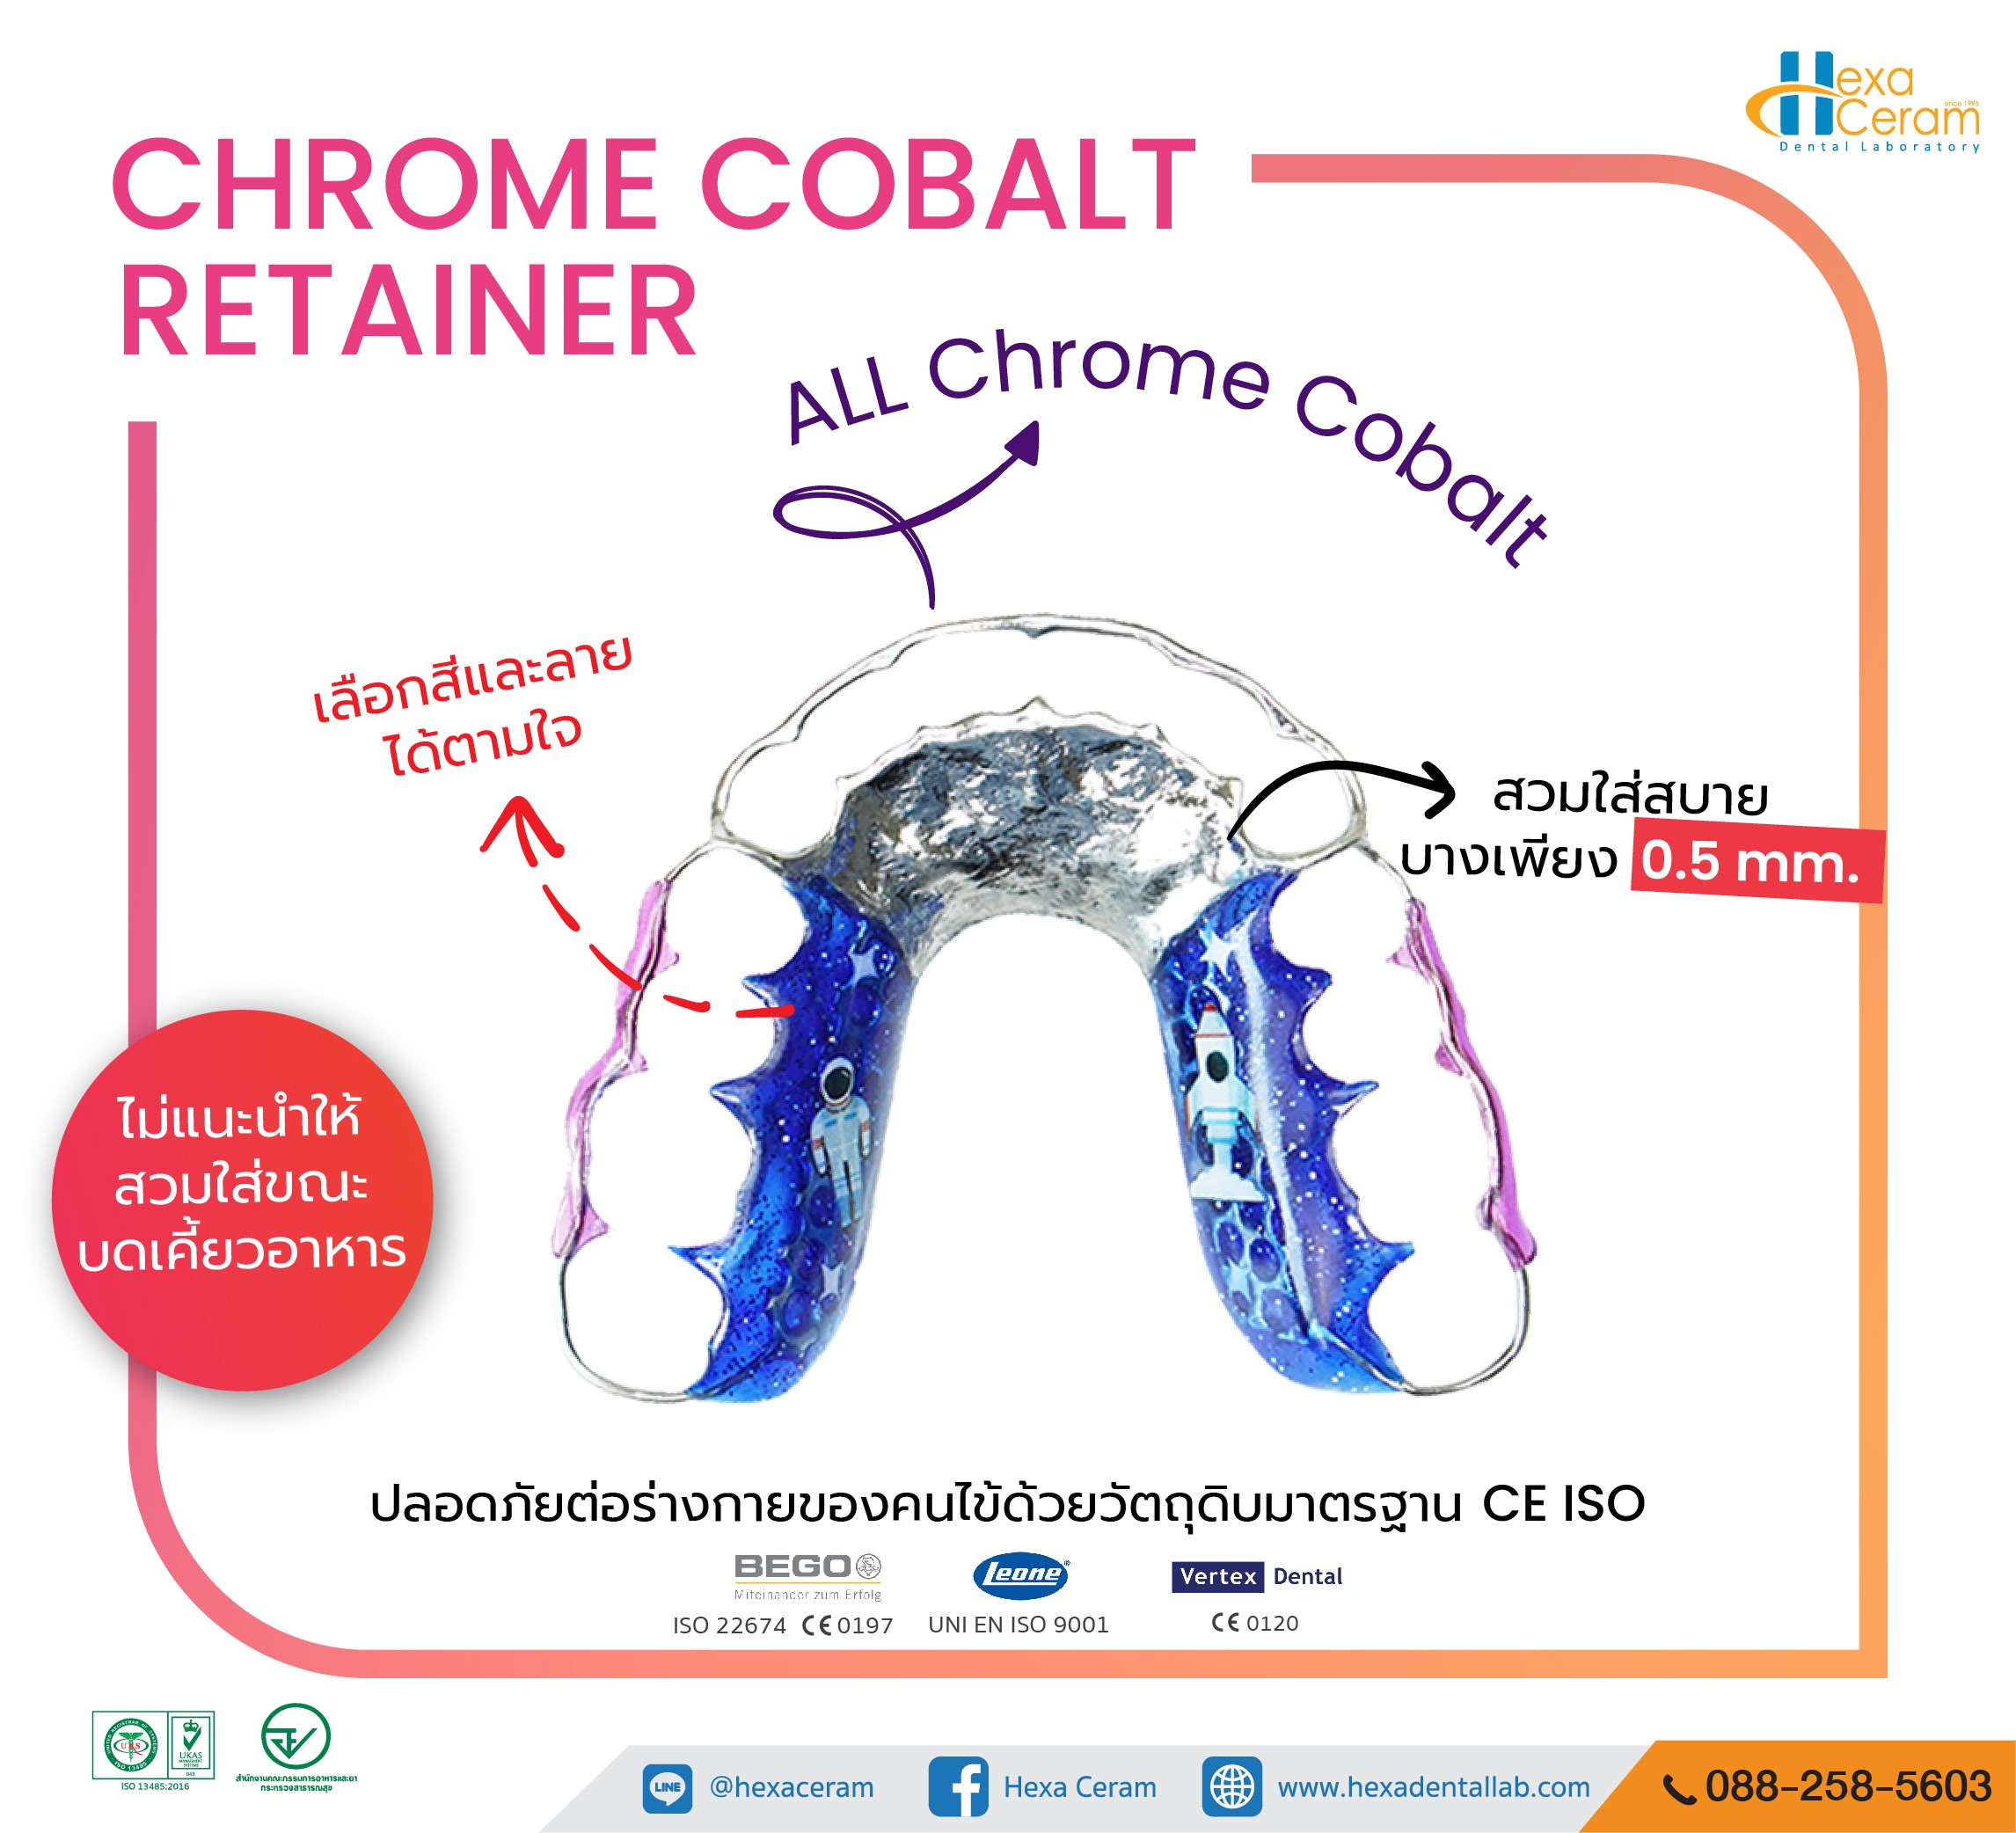 Hexa
Ceram
since 1995
Dental Laboratory
CHROME COBALT
RETAINER
ALL Chrome Cobalt
เลือกสีและลาย
ได้ตามใจ
สวมใส่สบาย
บางเพียง 0.5 mm.
ไม่แนะนำให้
สวมใส่ขณะ
บดเคี้ยวอาหาร
ปลอดภัยต่อร่างกายของคนไข้ด้วยวัตถุดิบมาตรฐาน CE ISO
BEGO Leone® Vertex Dental
Miteinander zum Erfolg
ISO 22674 CE 0197 UNI EN ISO 9001 CE 0120
URS
ISO 13485
UKAS
MANAGEMENT
SYSTEMS
043
ISO 13485:2016
สำนักงานคณะกรรมการอาหารและยา
กระทรวงสาธารณสุข
LINE @hexaceram Hexa Ceram www.hexadentallab.com 088-258-5603